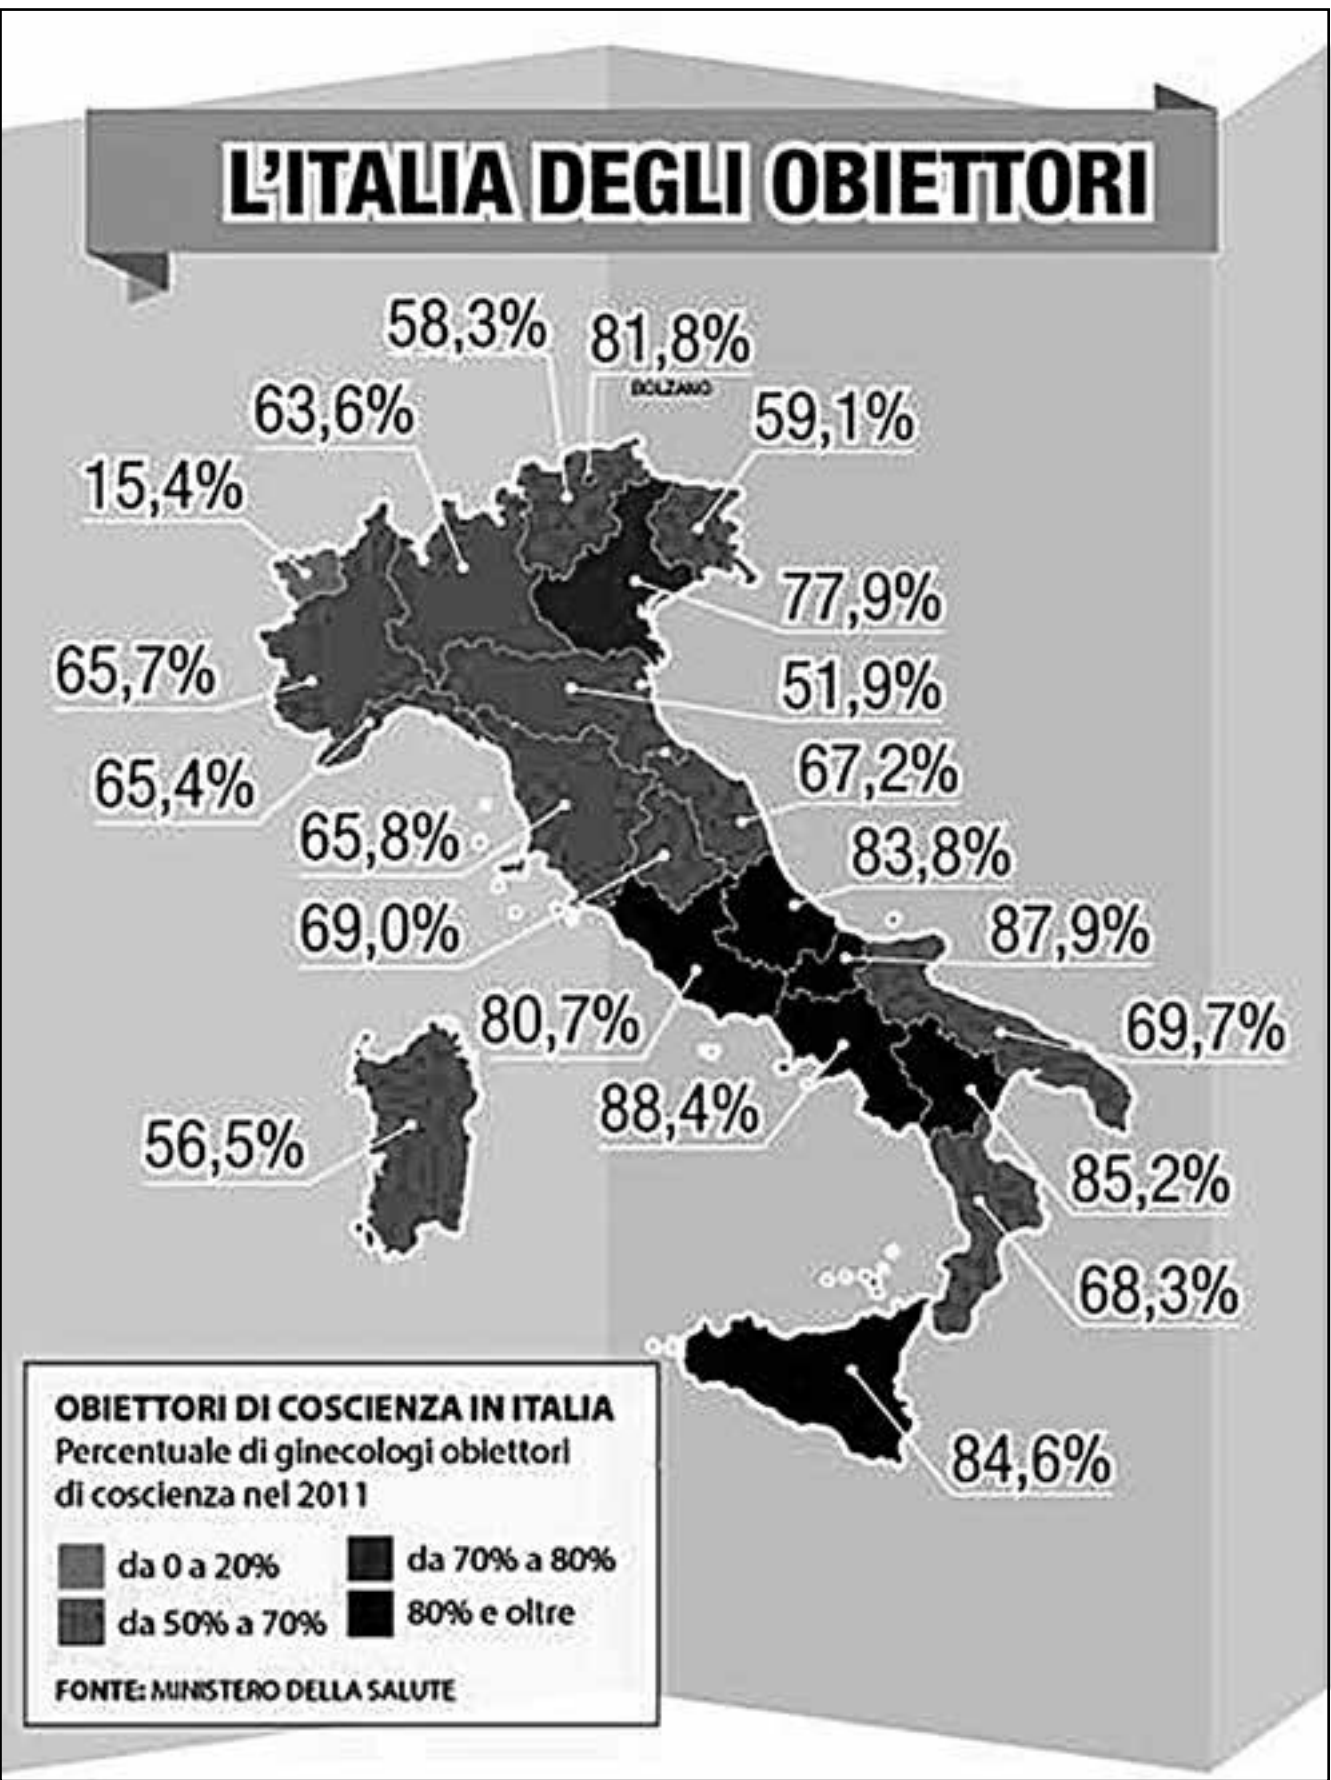 L'ITALIA DEGLI OBIETTORI
58,3%
81,8%
BOLZANO
63,6%
59,1%
15,4%
77,9%
65,7%
51,9%
65,4%
67,2%
65,8%
83,8%
69,0%
87,9%
80,7%
69,7%
88,4%
56,5%
85,2%
68,3%
84,6%
OBIETTORI DI COSCIENZA IN ITALIA
Percentuale di ginecologi obiettori
di coscienza nel 2011
da 0 a 20%
da 70% a 80%
da 50% a 70%
80% e oltre
FONTE: MINISTERO DELLA SALUTE